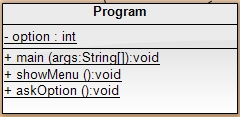 Program
- option : int
+ main (args:String[]):void
+ showMenu ():void
+ askOption ():void